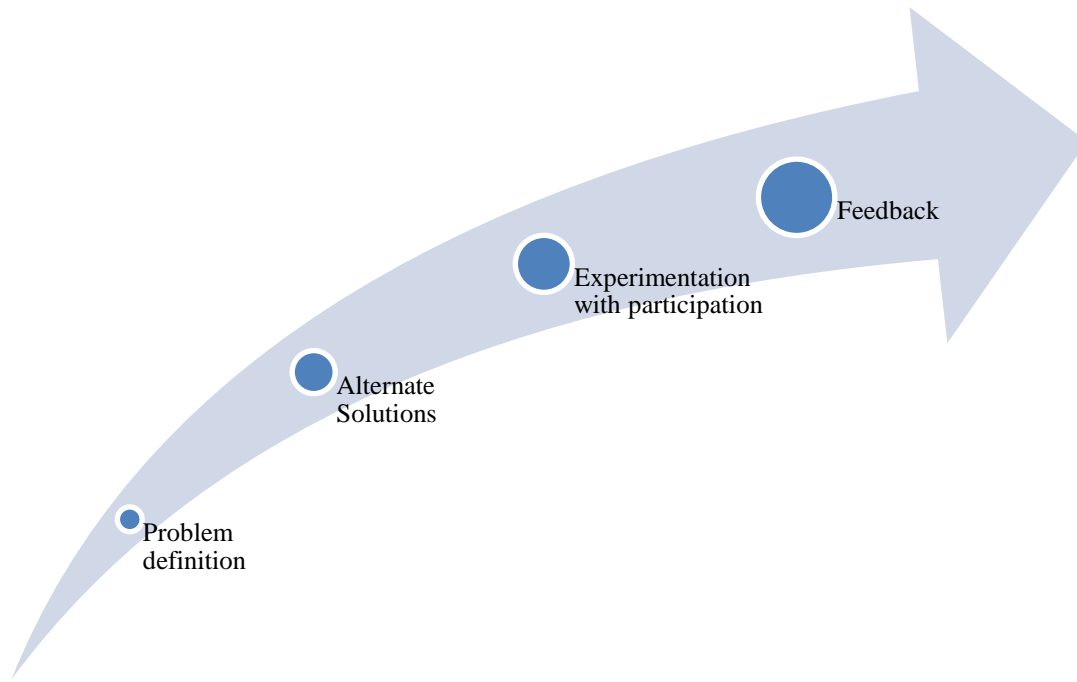 Feedback
Experimentation
with participation
Alternate
Solutions
Problem
definition